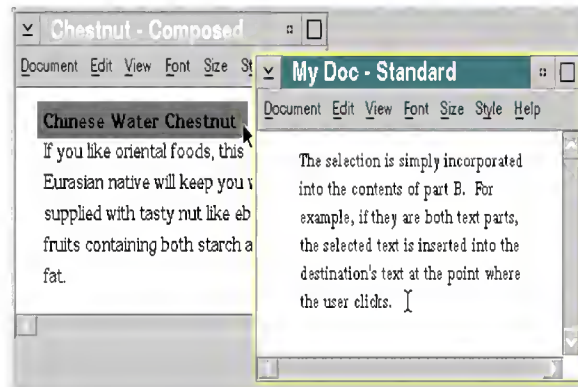 Chestnut - Composed
Document Edit View Font Size
Chinese Water Chestnut
If you like oriental foods, this
Eurasian native will keep you
supplied with tasty nut like
fruits containing both starch
fat.
My Doc - Standard
Document Edit View Font Size Style Help
The selection is simply incorporated
into the contents of part B. For
example, if they are both text parts,
the selected text is inserted into the
destination's text at the point where
the user clicks.